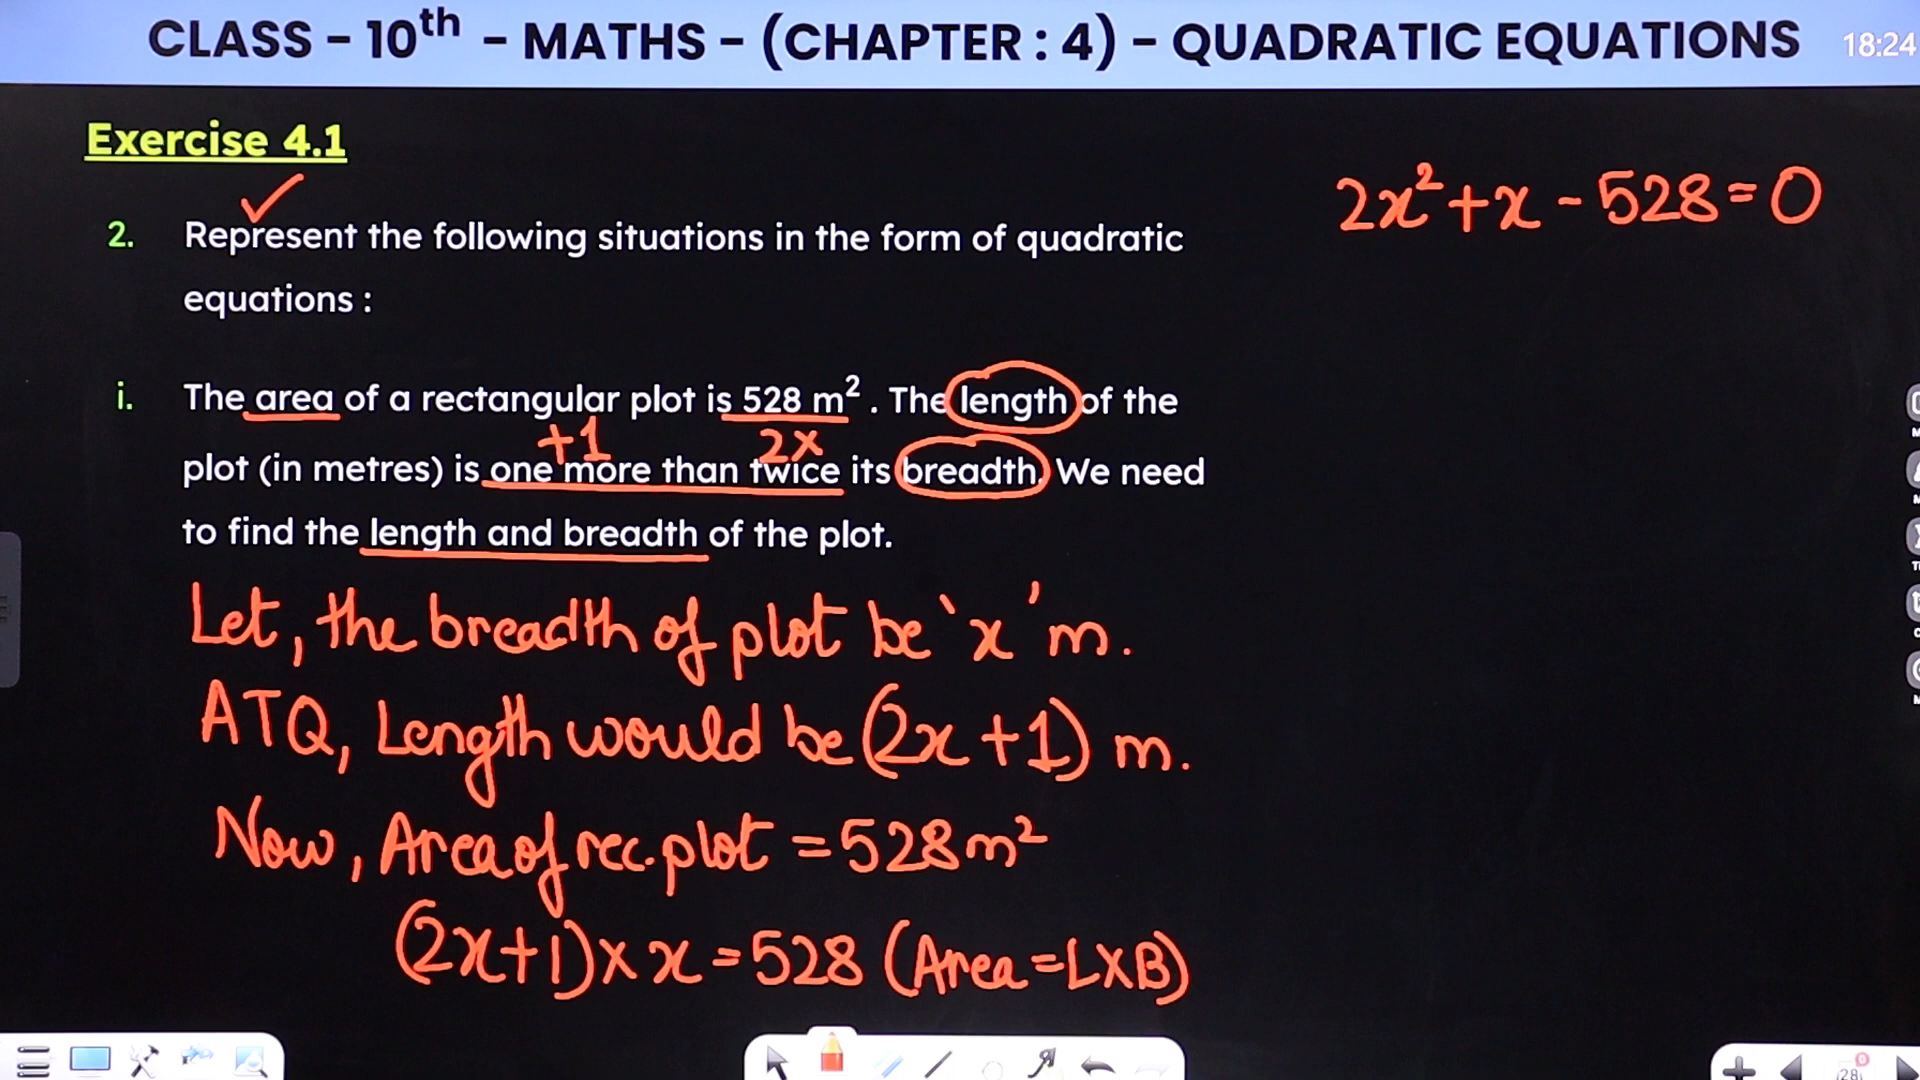 CLASS - 10th - MATHS - (CHAPTER : 4) - QUADRATIC EQUATIONS 18:24
Exercise 4.1
2x²+x-528=0
2. Represent the following situations in the form of quadratic
equations :
i. The area of a rectangular plot is 528 m². The length of the
+1 2x
plot (in metres) is one more than twice its breadth. We need
to find the length and breadth of the plot.
Let, the breadth of plot be 'x' m.
ATQ, Length would be (2x+1) m.
Now, Area of rec. plot = 528m²
(2x+1)×x=528 (Area=L×B)